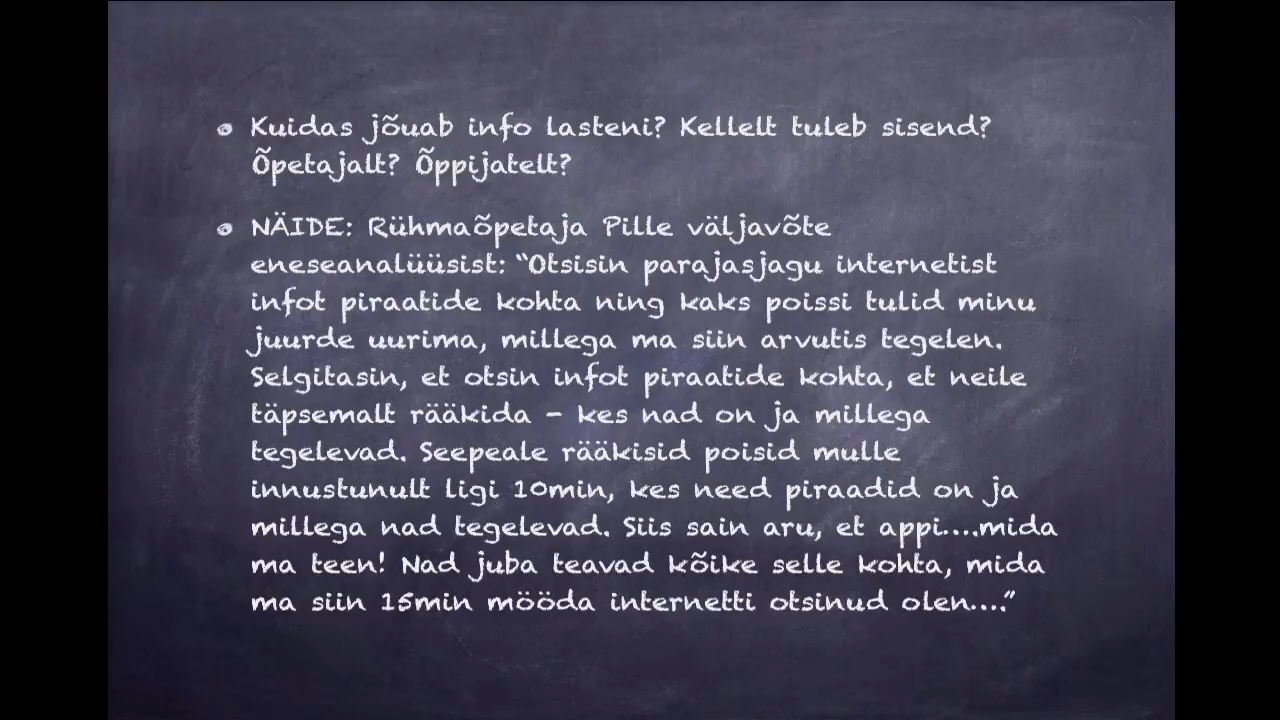 Kuidas jõuab info lasteni? Kellelt tuleb sisend?
Õpetajalt? Õppijatelt?
NÄIDE: Rühmaõpetaja Pille väljavõte
eneseanalüüsist: “Otsisin parajasjagu internetist
infot piraatide kohta ning kaks poissi tulid minu
juurde uurima, millega ma siin arvutis tegelen.
Selgitasin, et otsin infot piraatide kohta, et neile
täpsemalt rääkida - kes nad on ja millega
tegelevad. Seepeale rääkisid poisid mulle
innustunult ligi 10min, kes need piraadid on ja
millega nad tegelevad. Siis sain aru, et appi....mida
ma teen! Nad juba teavad kõike selle kohta, mida
ma siin 15min mööda internetti otsinud olen....”